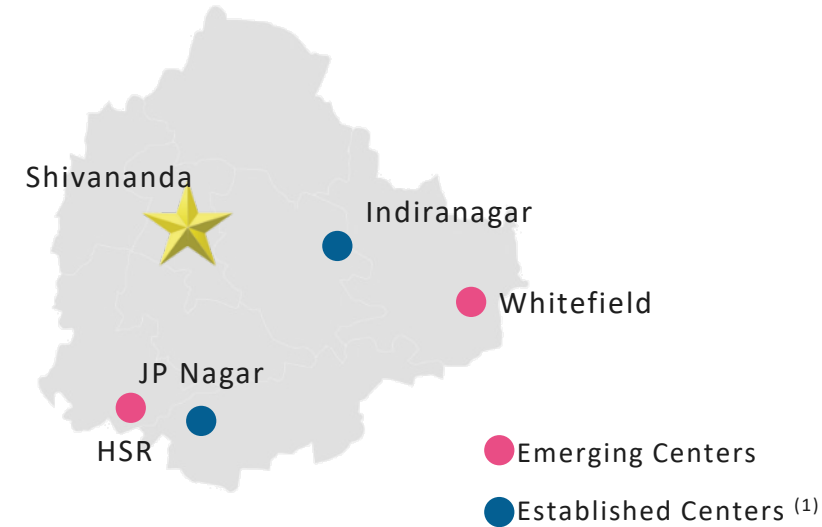 Shivananda
Indiranagar
Whitefield
JP Nagar
HSR
Emerging Centers
Established Centers (1)